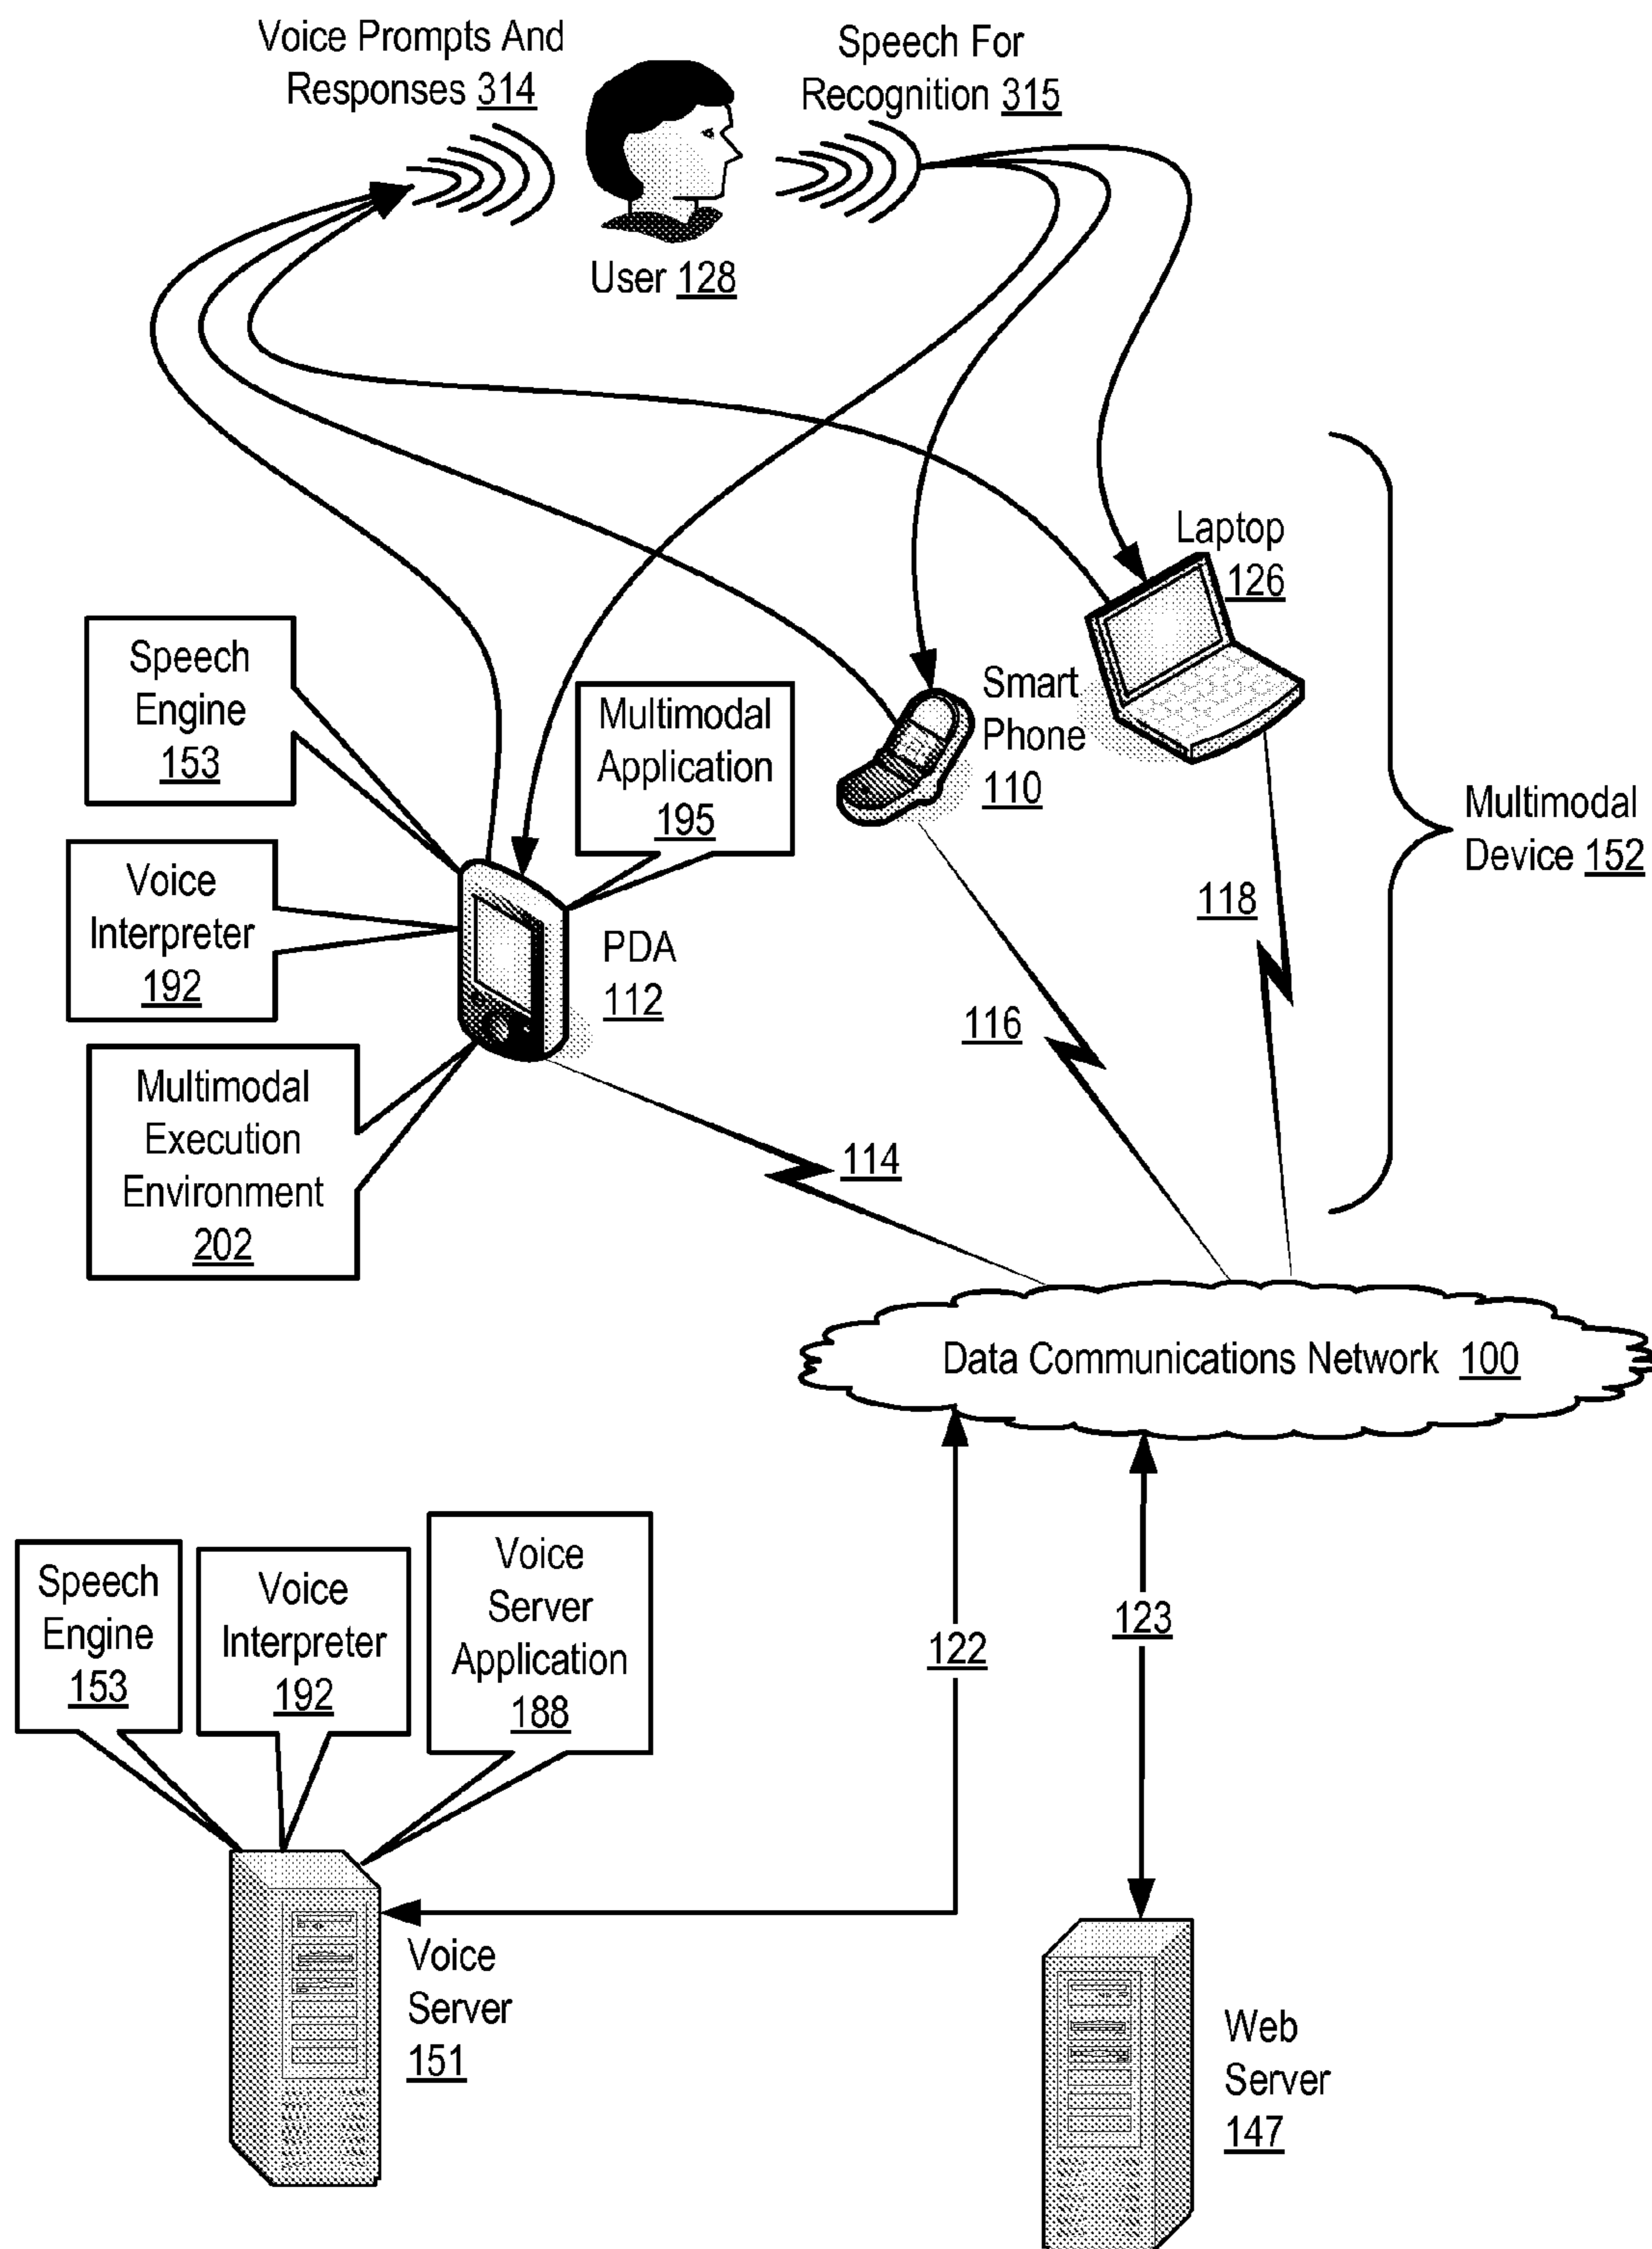 Voice Prompts And
Responses 314
Speech For
Recognition 315
User 128
Laptop
126
Speech
Engine
153
Multimodal
Application
195
Smart
Phone
110
Multimodal
Device 152
Voice
Interpreter
192
PDA
112
118
116
Multimodal
Execution
Environment
202
114
Data Communications Network 100
Speech
Engine
153
Voice
Interpreter
192
Voice
Server
Application
188
122
123
Voice
Server
151
Web
Server
147